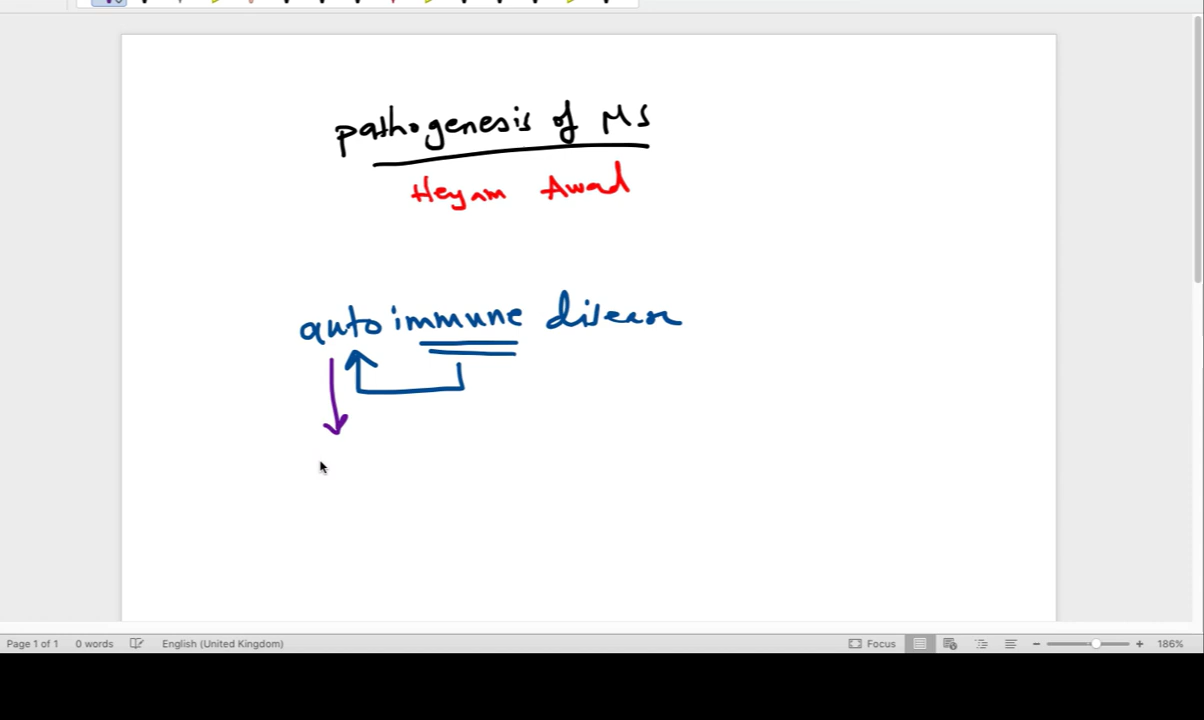 pathogenesis of MS
Heyam Awad
autoimmune disease
Page 1 of 1 0 words English (United Kingdom) Focus 186%